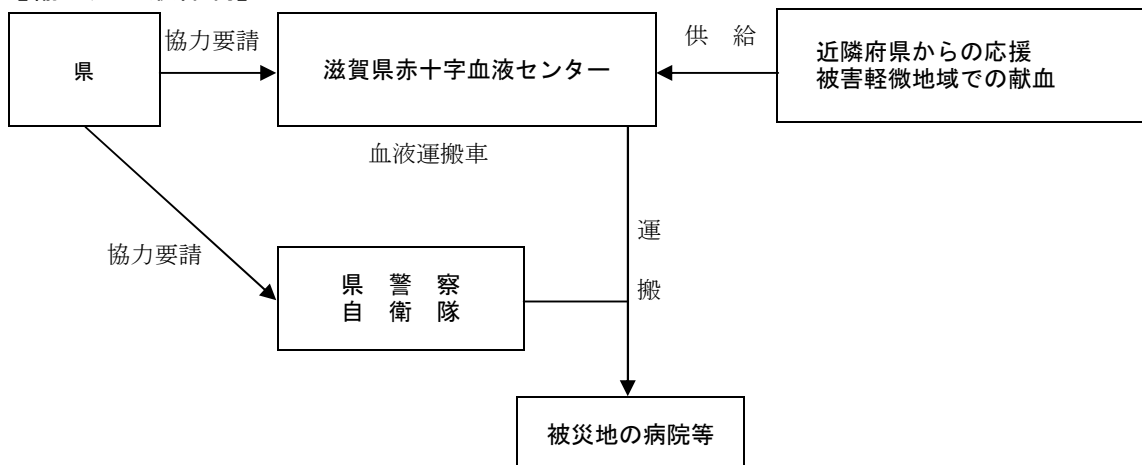 協力要請
供 給
県
滋賀県赤十字血液センター
近隣府県からの応援
被害軽微地域での献血
血液運搬車
運
搬
協力要請
県 警 察
自 衛 隊
被災地の病院等